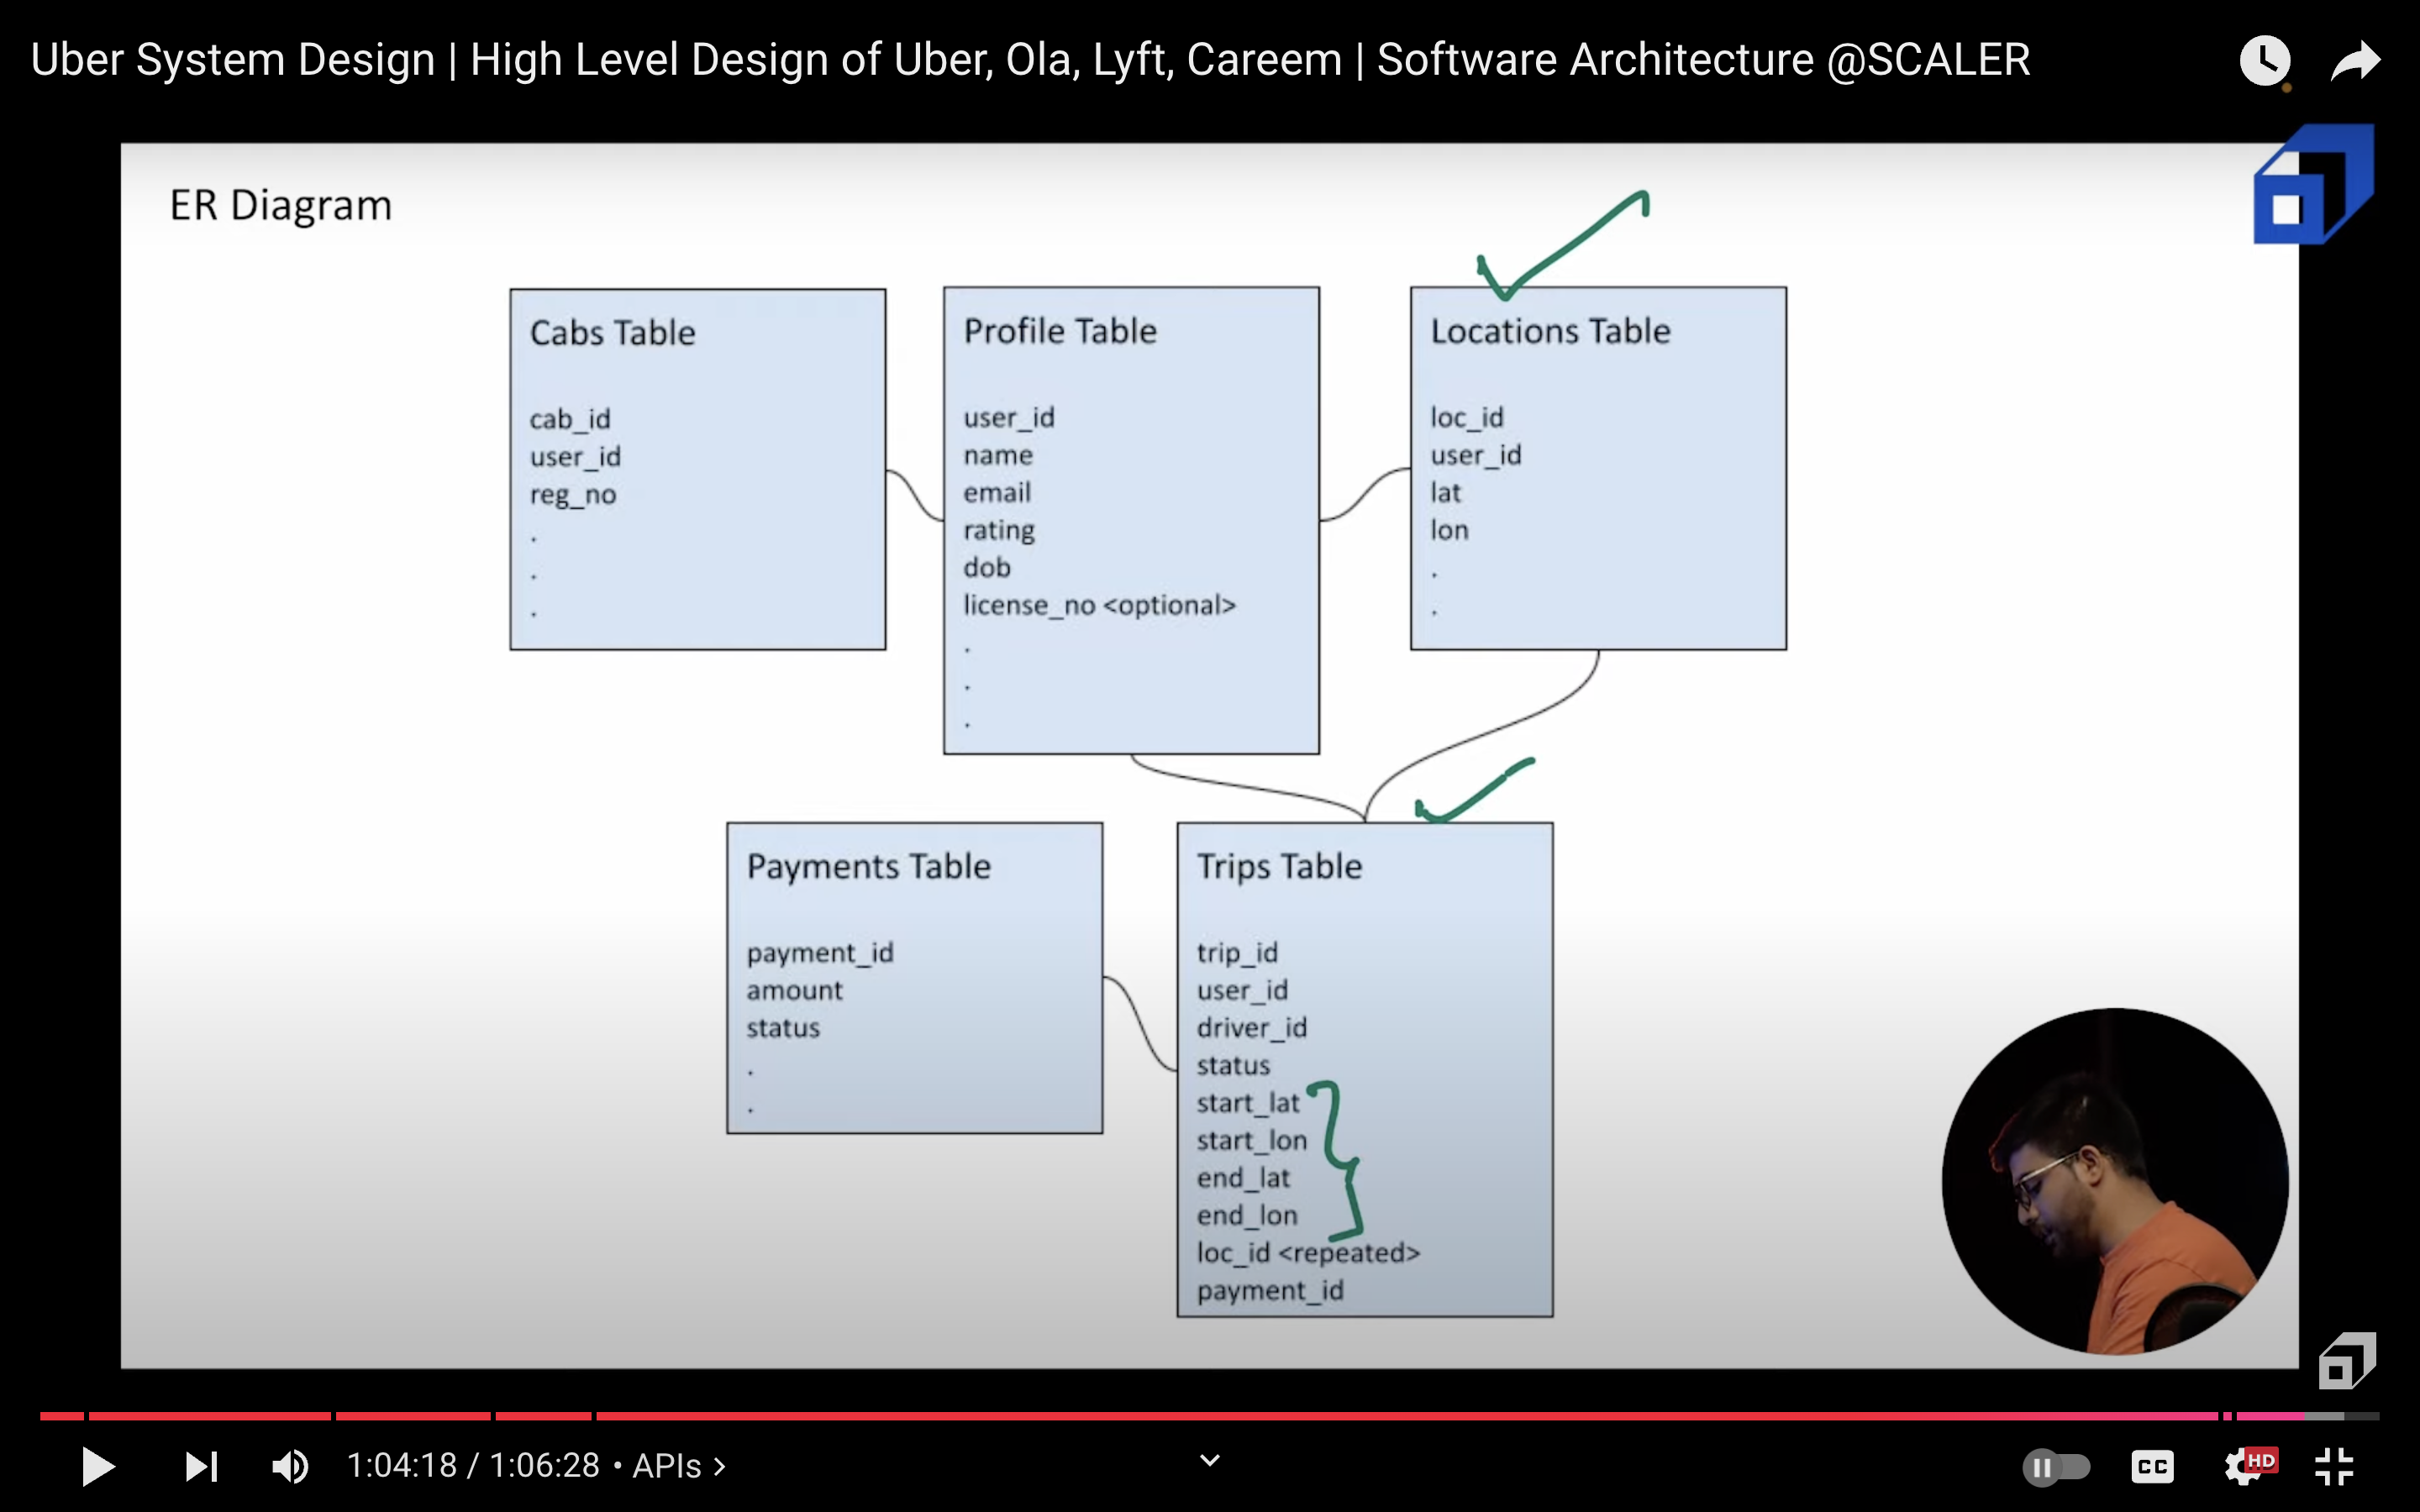 Uber System Design | High Level Design of Uber, Ola, Lyft, Careem | Software Architecture @SCALER
ER Diagram
Cabs Table
cab_id
user_id
reg_no
.
.
.
Profile Table
user_id
name
email
rating
dob
license_no <optional>
.
.
.
Locations Table
loc_id
user_id
lat
lon
.
.
Payments Table
payment_id
amount
status
.
.
Trips Table
trip_id
user_id
driver_id
status
start_lat
start_lon
end_lat
end_lon
loc_id <repeated>
payment_id
1:04:18 / 1:06:28 • APIs >
CC
HD